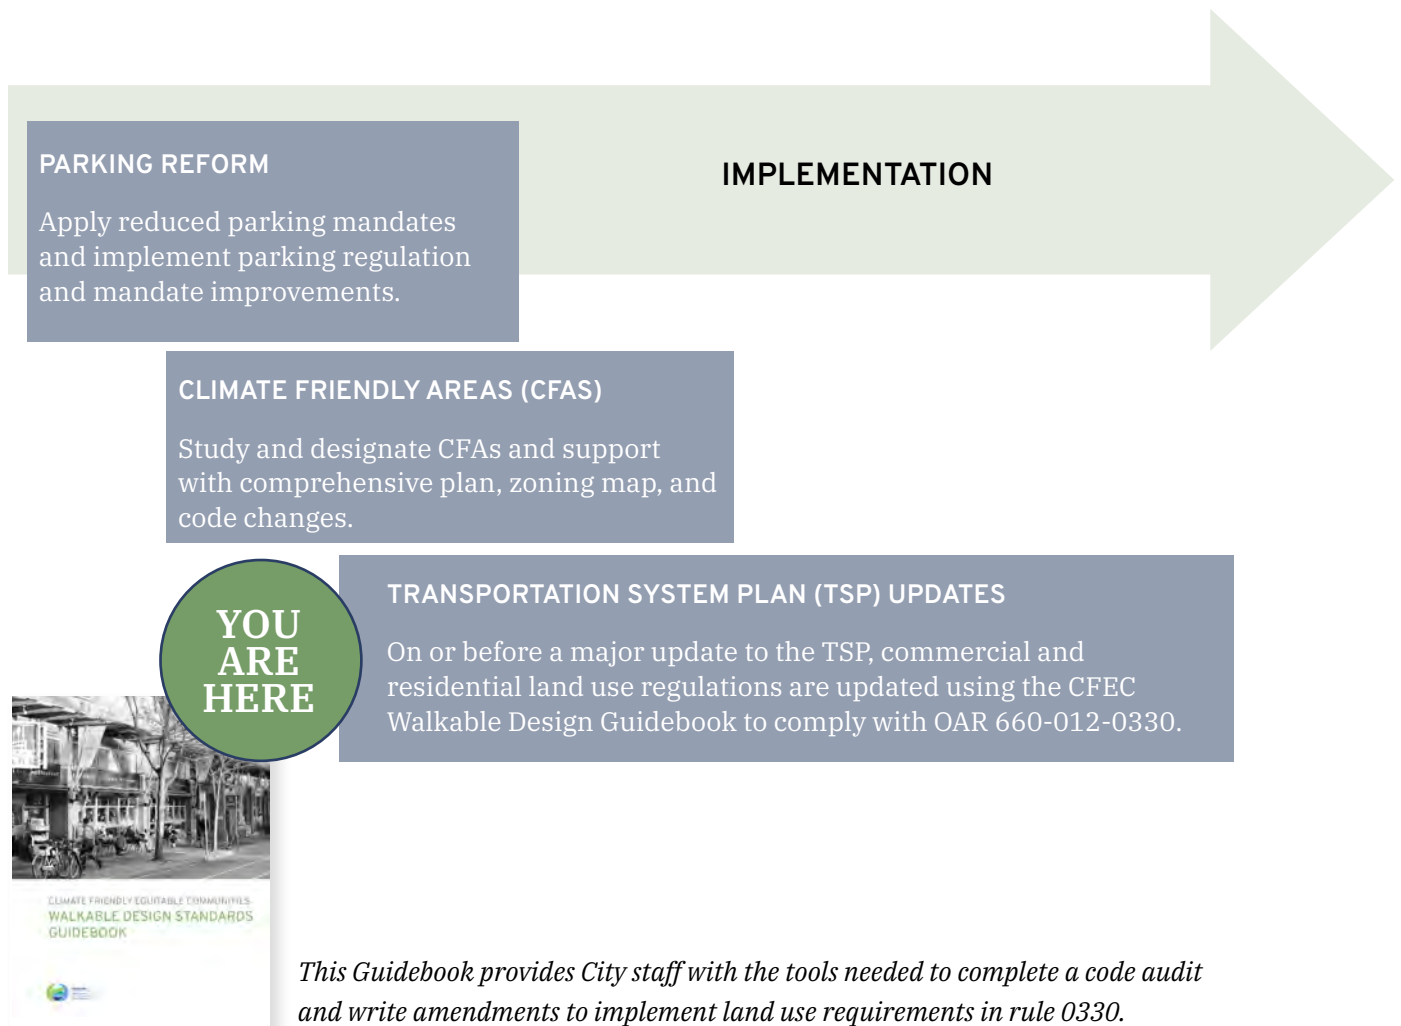 PARKING REFORM
Apply reduced parking mandates
and implement parking regulation
and mandate improvements.
IMPLEMENTATION
CLIMATE FRIENDLY AREAS (CFAS)
Study and designate CFAs and support
with comprehensive plan, zoning map, and
code changes.
YOU
ARE
HERE
TRANSPORTATION SYSTEM PLAN (TSP) UPDATES
On or before a major update to the TSP, commercial and
residential land use regulations are updated using the CFEC
Walkable Design Guidebook to comply with OAR 660-012-0330.
CLIMATE FRIENDLY EQUITABLE COMMUNITIES
WALKABLE DESIGN STANDARDS
GUIDEBOOK
This Guidebook provides City staff with the tools needed to complete a code audit
and write amendments to implement land use requirements in rule 0330.